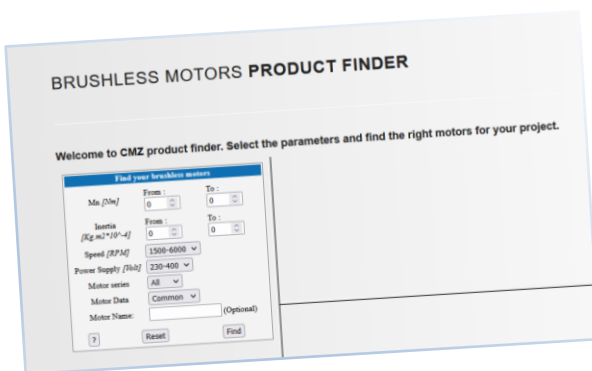 BRUSHLESS MOTORS PRODUCT FINDER
Welcome to CMZ product finder. Select the parameters and find the right motors for your project.
Find your brushless motors
Mn [Nm] From : 0 To : 0
Inertia [Kg.m2*10^-4] From : 0 To : 0
Speed [RPM] 1500-6000
Power Supply [Volt] 230-400
Motor series All
Motor Data Common
Motor Name: (Optional)
? Reset Find